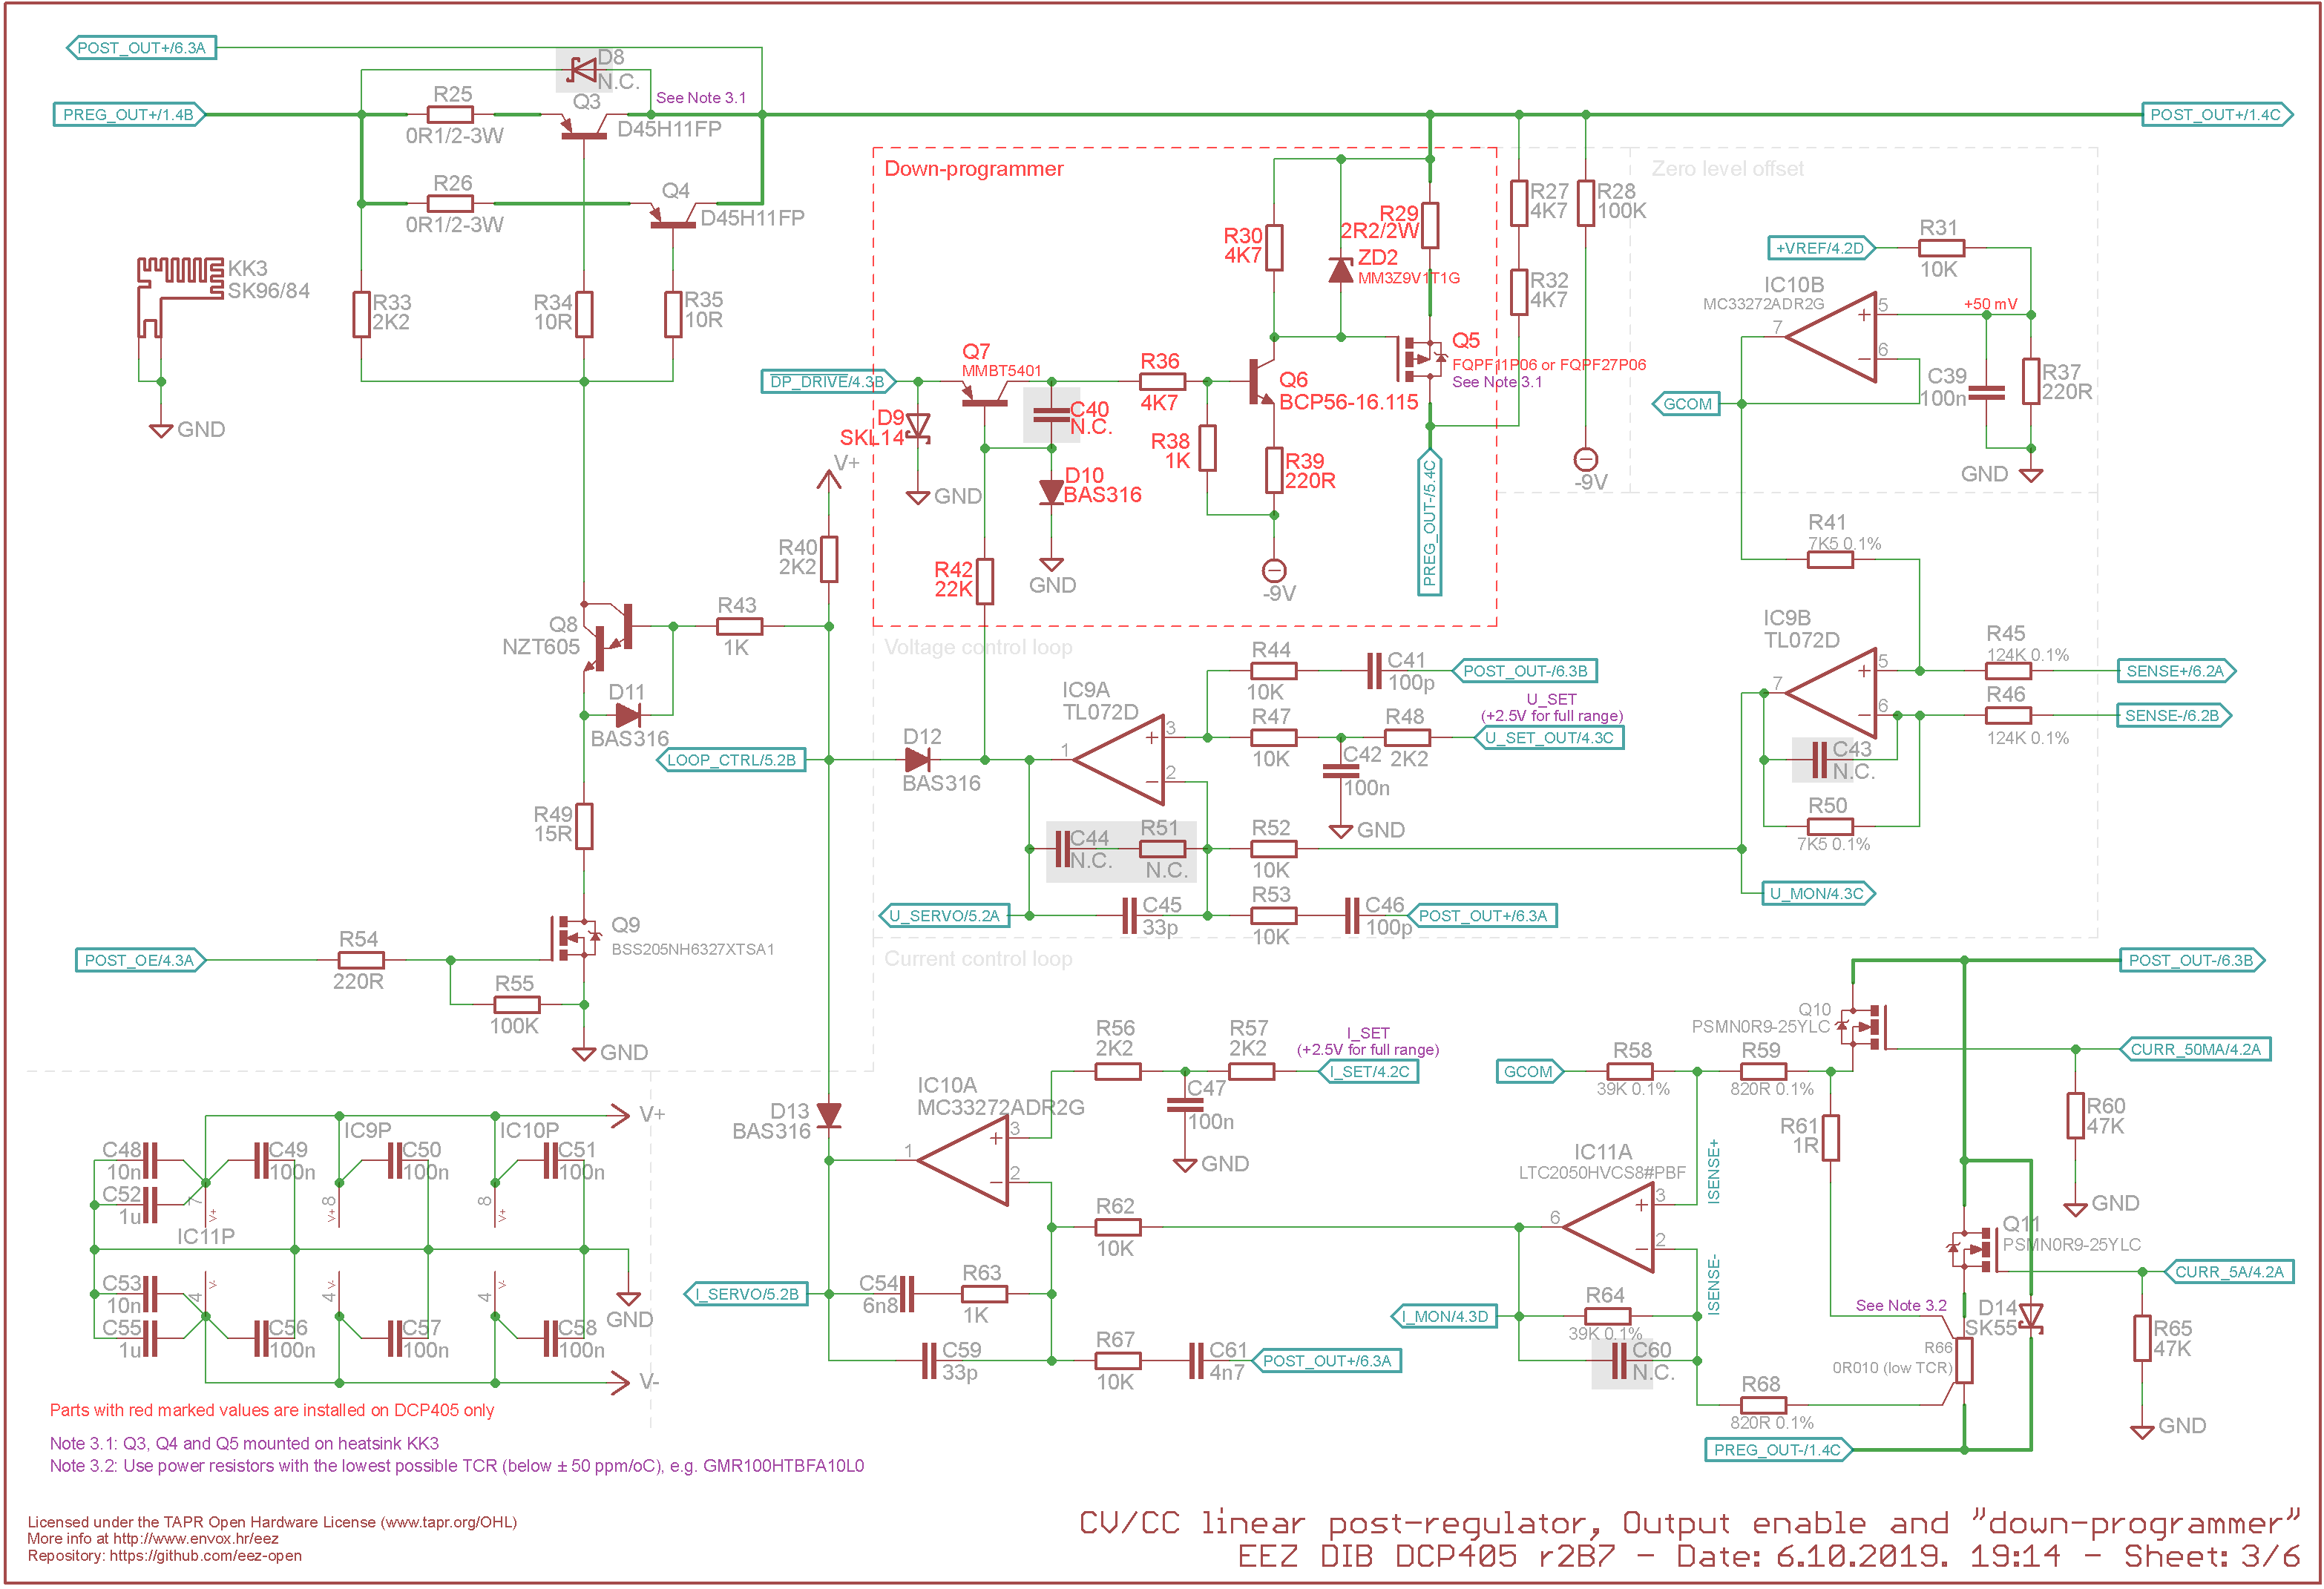 POST_OUT+/6.3A
D8
N.C.
Q3
See Note 3.1
PREG_OUT+/1.4B
R25
0R1/2-3W
D45H11FP
POST_OUT+/1.4C
R26
0R1/2-3W
Q4
D45H11FP
KK3
SK96/84
GND
R33
2K2
R34
10R
R35
10R
Down-programmer
R30
4K7
R29
2R2/2W
ZD2
MM3Z9V1T1G
R27
4K7
R28
100K
R32
4K7
Q7
MMBT5401
DP_DRIVE/4.3B
R36
4K7
Q5
FQPF11P06 or FQPF27P06
See Note 3.1
Q6
BCP56-16.115
D9
SKL14
C40
N.C.
R38
1K
R39
220R
D10
BAS316
GND
GND
-9V
-9V
PREG_OUT-/5.4C
R42
22K
Zero level offset
+VREF/4.2D
R31
10K
IC10B
MC33272ADR2G
+50 mV
5
6
7
C39
100n
R37
220R
GCOM
GND
V+
R40
2K2
R43
1K
Q8
NZT605
D11
BAS316
LOOP_CTRL/5.2B
R49
15R
Q9
BSS205NH6327XTSA1
POST_OE/4.3A
R54
220R
R55
100K
GND
Voltage control loop
R44
10K
C41
100p
POST_OUT-/6.3B
IC9A
TL072D
U_SET
(+2.5V for full range)
R47
10K
R48
2K2
U_SET_OUT/4.3C
D12
BAS316
1
3
2
C42
100n
GND
C44
N.C.
R51
N.C.
R52
10K
U_SERVO/5.2A
C45
33p
R53
10K
C46
100p
POST_OUT+/6.3A
R41
7K5 0.1%
IC9B
TL072D
5
6
7
R45
124K 0.1%
SENSE+/6.2A
R46
124K 0.1%
SENSE-/6.2B
C43
N.C.
R50
7K5 0.1%
U_MON/4.3C
Current control loop
POST_OUT-/6.3B
Q10
PSMN0R9-25YLC
CURR_50MA/4.2A
R56
2K2
R57
2K2
I_SET
(+2.5V for full range)
I_SET/4.2C
GCOM
R58
39K 0.1%
R59
820R 0.1%
IC10A
MC33272ADR2G
D13
BAS316
1
3
2
C47
100n
GND
R61
1R
R60
47K
GND
IC11A
LTC2050HVCS8#PBF
ISENSE+
ISENSE-
6
3
2
R62
10K
I_SERVO/5.2B
C54
6n8
R63
1K
C59
33p
R67
10K
C61
4n7
POST_OUT+/6.3A
I_MON/4.3D
R64
39K 0.1%
C60
N.C.
R68
820R 0.1%
Q11
PSMN0R9-25YLC
CURR_5A/4.2A
See Note 3.2
D14
SK55
R66
0R010 (low TCR)
R65
47K
GND
PREG_OUT-/1.4C
V+
IC9P
IC10P
C48
10n
C49
100n
C50
100n
C51
100n
C52
1u
7
V+
8
V+
8
V+
IC11P
C53
10n
4
V-
4
V-
4
V-
GND
C55
1u
C56
100n
C57
100n
C58
100n
V-
Parts with red marked values are installed on DCP405 only
Note 3.1: Q3, Q4 and Q5 mounted on heatsink KK3
Note 3.2: Use power resistors with the lowest possible TCR (below ± 50 ppm/oC), e.g. GMR100HTBFA10L0
Licensed under the TAPR Open Hardware License (www.tapr.org/OHL)
More info at http://www.envox.hr/eez
Repository: https://github.com/eez-open
CV/CC linear post-regulator, Output enable and "down-programmer"
EEZ DIB DCP405 r2B7 - Date: 6.10.2019. 19:14 - Sheet: 3/6